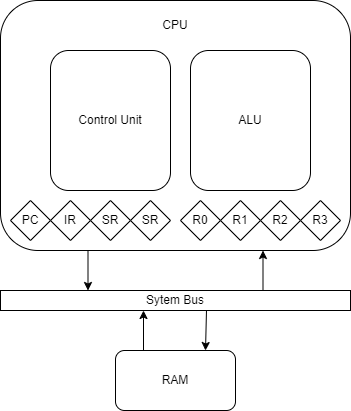 CPU
Control Unit
ALU
PC IR SR SR R0 R1 R2 R3
Sytem Bus
RAM